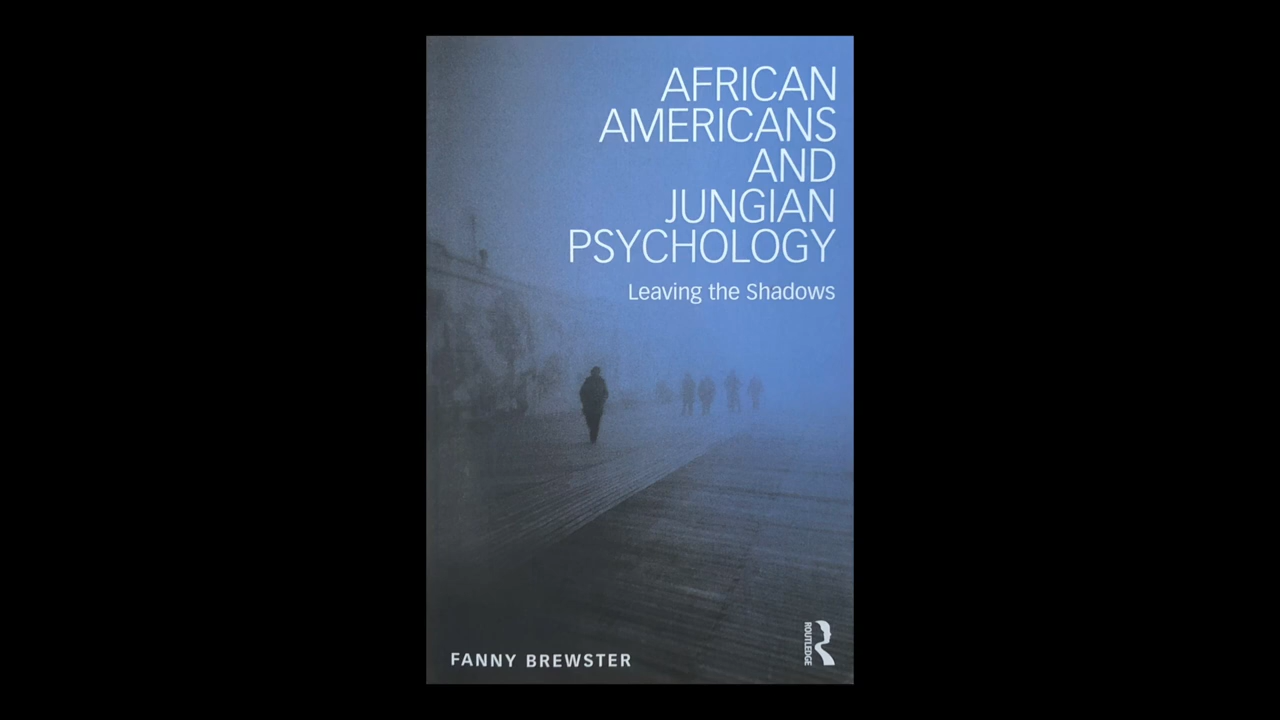 AFRICAN
AMERICANS
AND
JUNGIAN
PSYCHOLOGY
Leaving the Shadows
FANNY BREWSTER
ROUTLEDGE